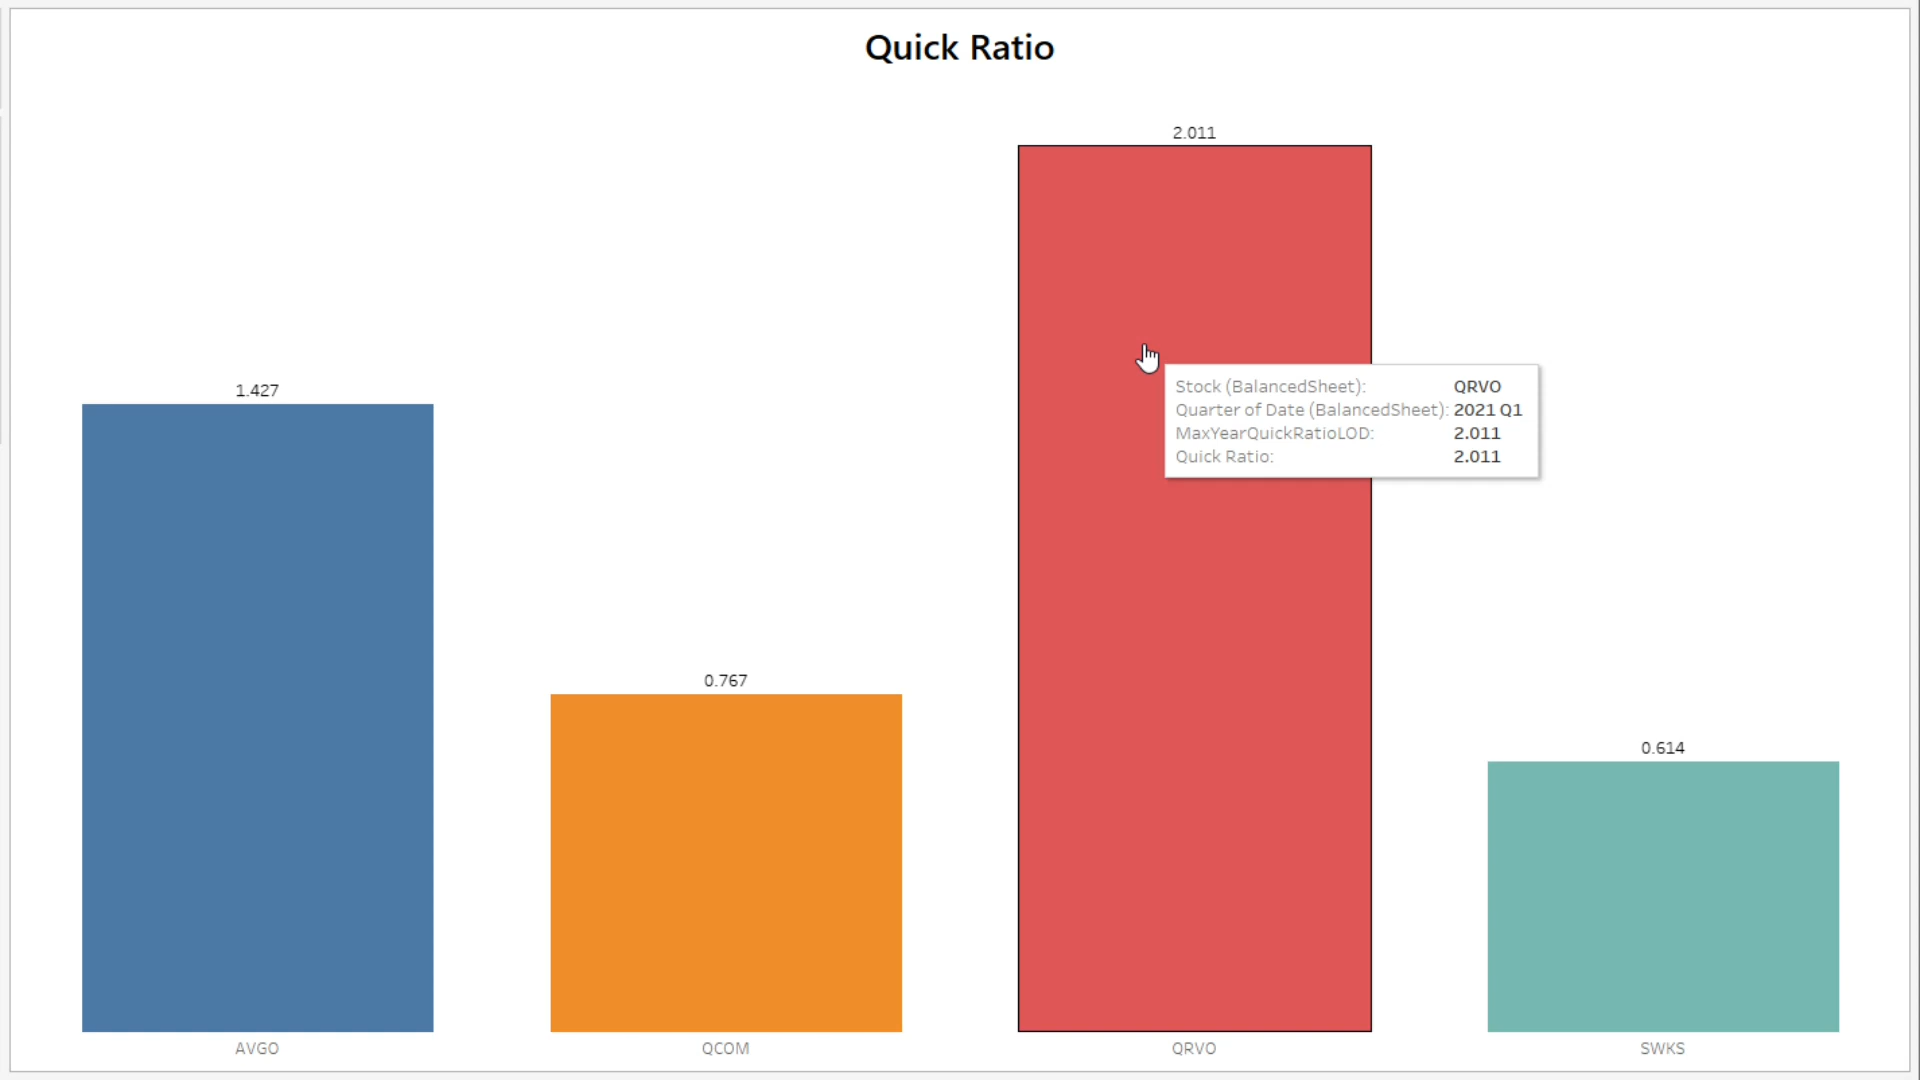 Quick Ratio
2.011
1.427
Stock (BalancedSheet): QRVO
Quarter of Date (BalancedSheet): 2021 Q1
MaxYearQuickRatioLOD: 2.011
Quick Ratio: 2.011
0.767
0.614
AVGO QCOM QRVO SWKS